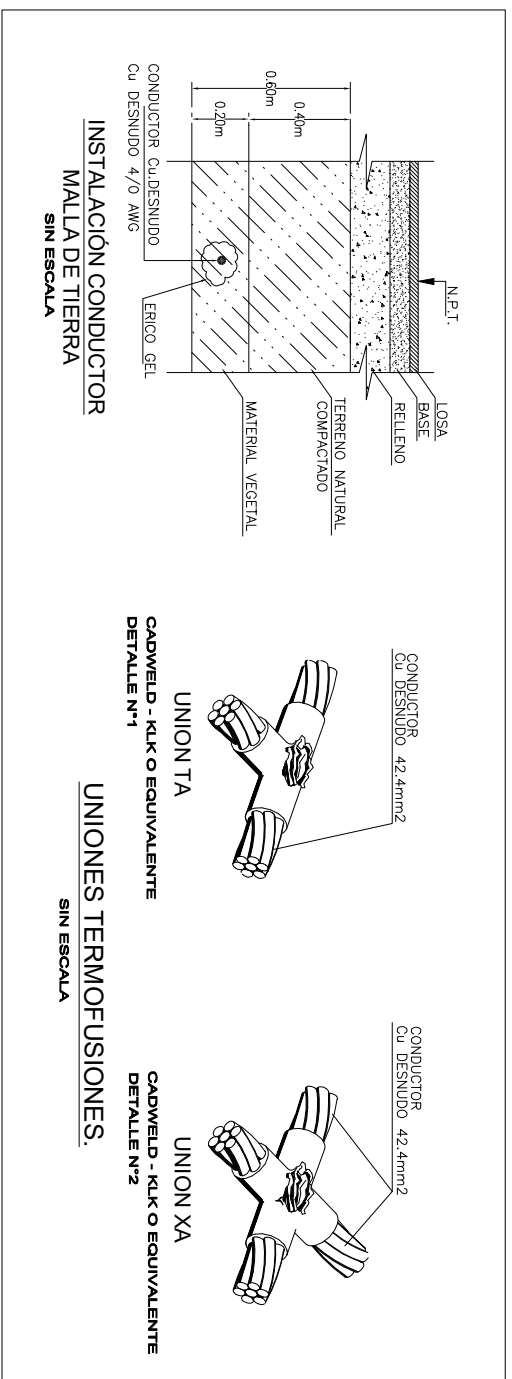 N.P.T.
LOSA
BASE
RELLENO
TERRENO NATURAL
COMPACTADO
MATERIAL VEGETAL
ERICO GEL
0.60m
0.40m
0.20m
CONDUCTOR Cu.DESNUDO
Cu DESNUDO 4/0 AWG
INSTALACIÓN CONDUCTOR
MALLA DE TIERRA
SIN ESCALA
CONDUCTOR
Cu DESNUDO 42.4mm2
UNION TA
CADWELD - KLK O EQUIVALENTE
DETALLE N°1
CONDUCTOR
Cu DESNUDO 42.4mm2
UNION XA
CADWELD - KLK O EQUIVALENTE
DETALLE N°2
UNIONES TERMOFUSIONES.
SIN ESCALA